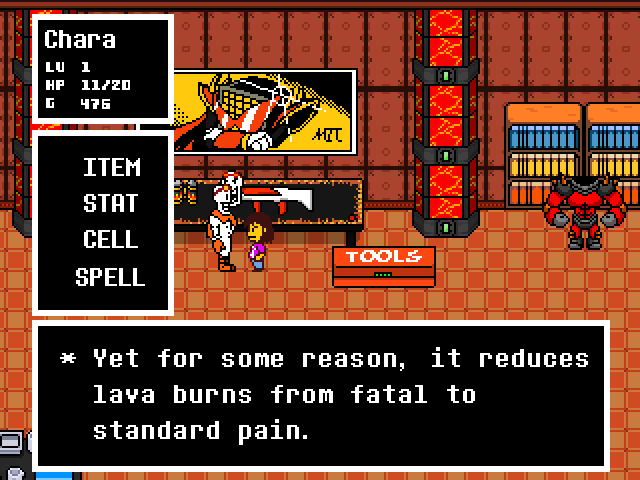 Chara
LV 1
HP 11/20
G 476
ITEM
STAT
CELL
SPELL
MTT
TOOLS
* Yet for some reason, it reduces
lava burns from fatal to
standard pain.